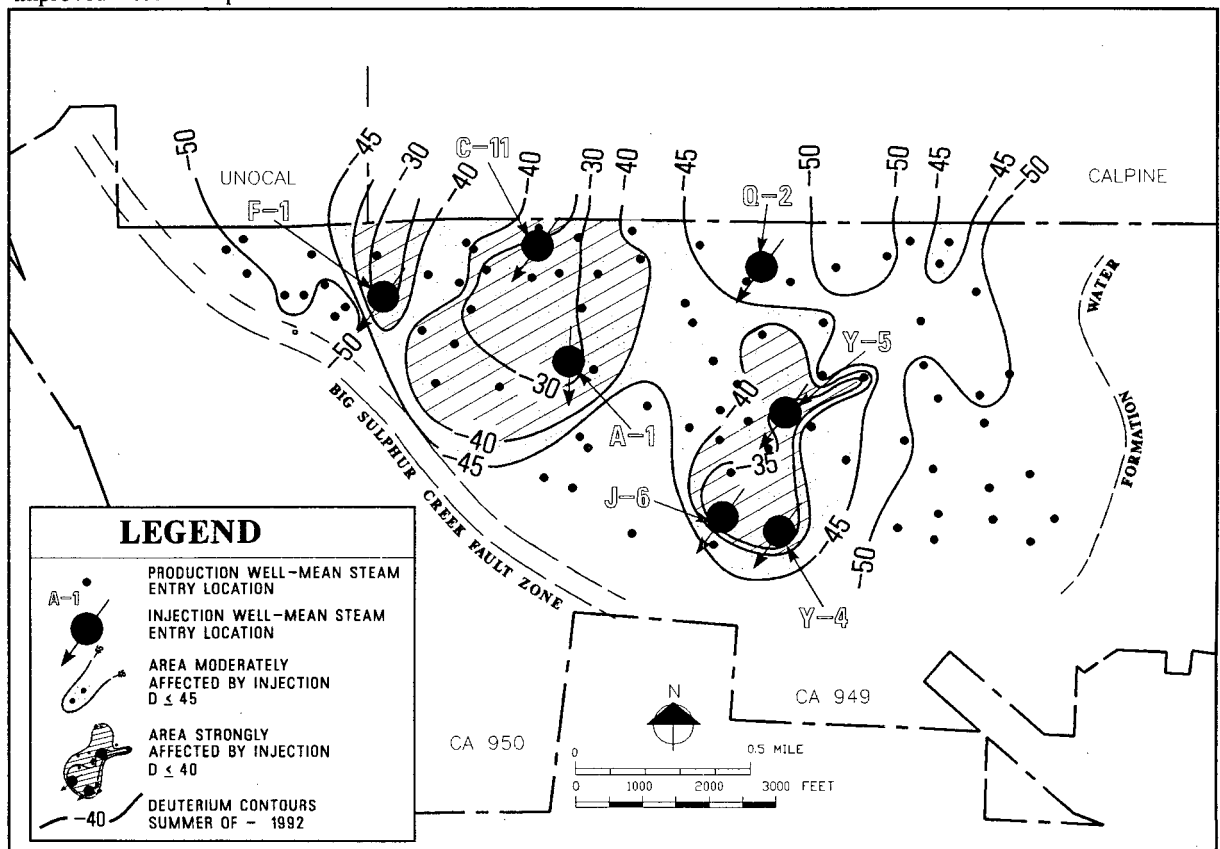 improved
-50
-45
-30
-40
C-11
-40
-30
-40
-45
Q-2
-50
-50
-45
-45
-50
UNOCAL
CALPINE
F-1
WATER
FORMATION
Y-5
-50
-30
-40
-35
-40
-45
A-1
J-6
-45
-50
Y-4
BIG SULPHUR CREEK FAULT ZONE
LEGEND
PRODUCTION WELL-MEAN STEAM
ENTRY LOCATION
A-1
INJECTION WELL-MEAN STEAM
ENTRY LOCATION
AREA MODERATELY
AFFECTED BY INJECTION
D ≤ 45
AREA STRONGLY
AFFECTED BY INJECTION
D ≤ 40
-40
DEUTERIUM CONTOURS
SUMMER OF - 1992
CA 950
CA 949
N
0 0.5 MILE
0 1000 2000 3000 FEET